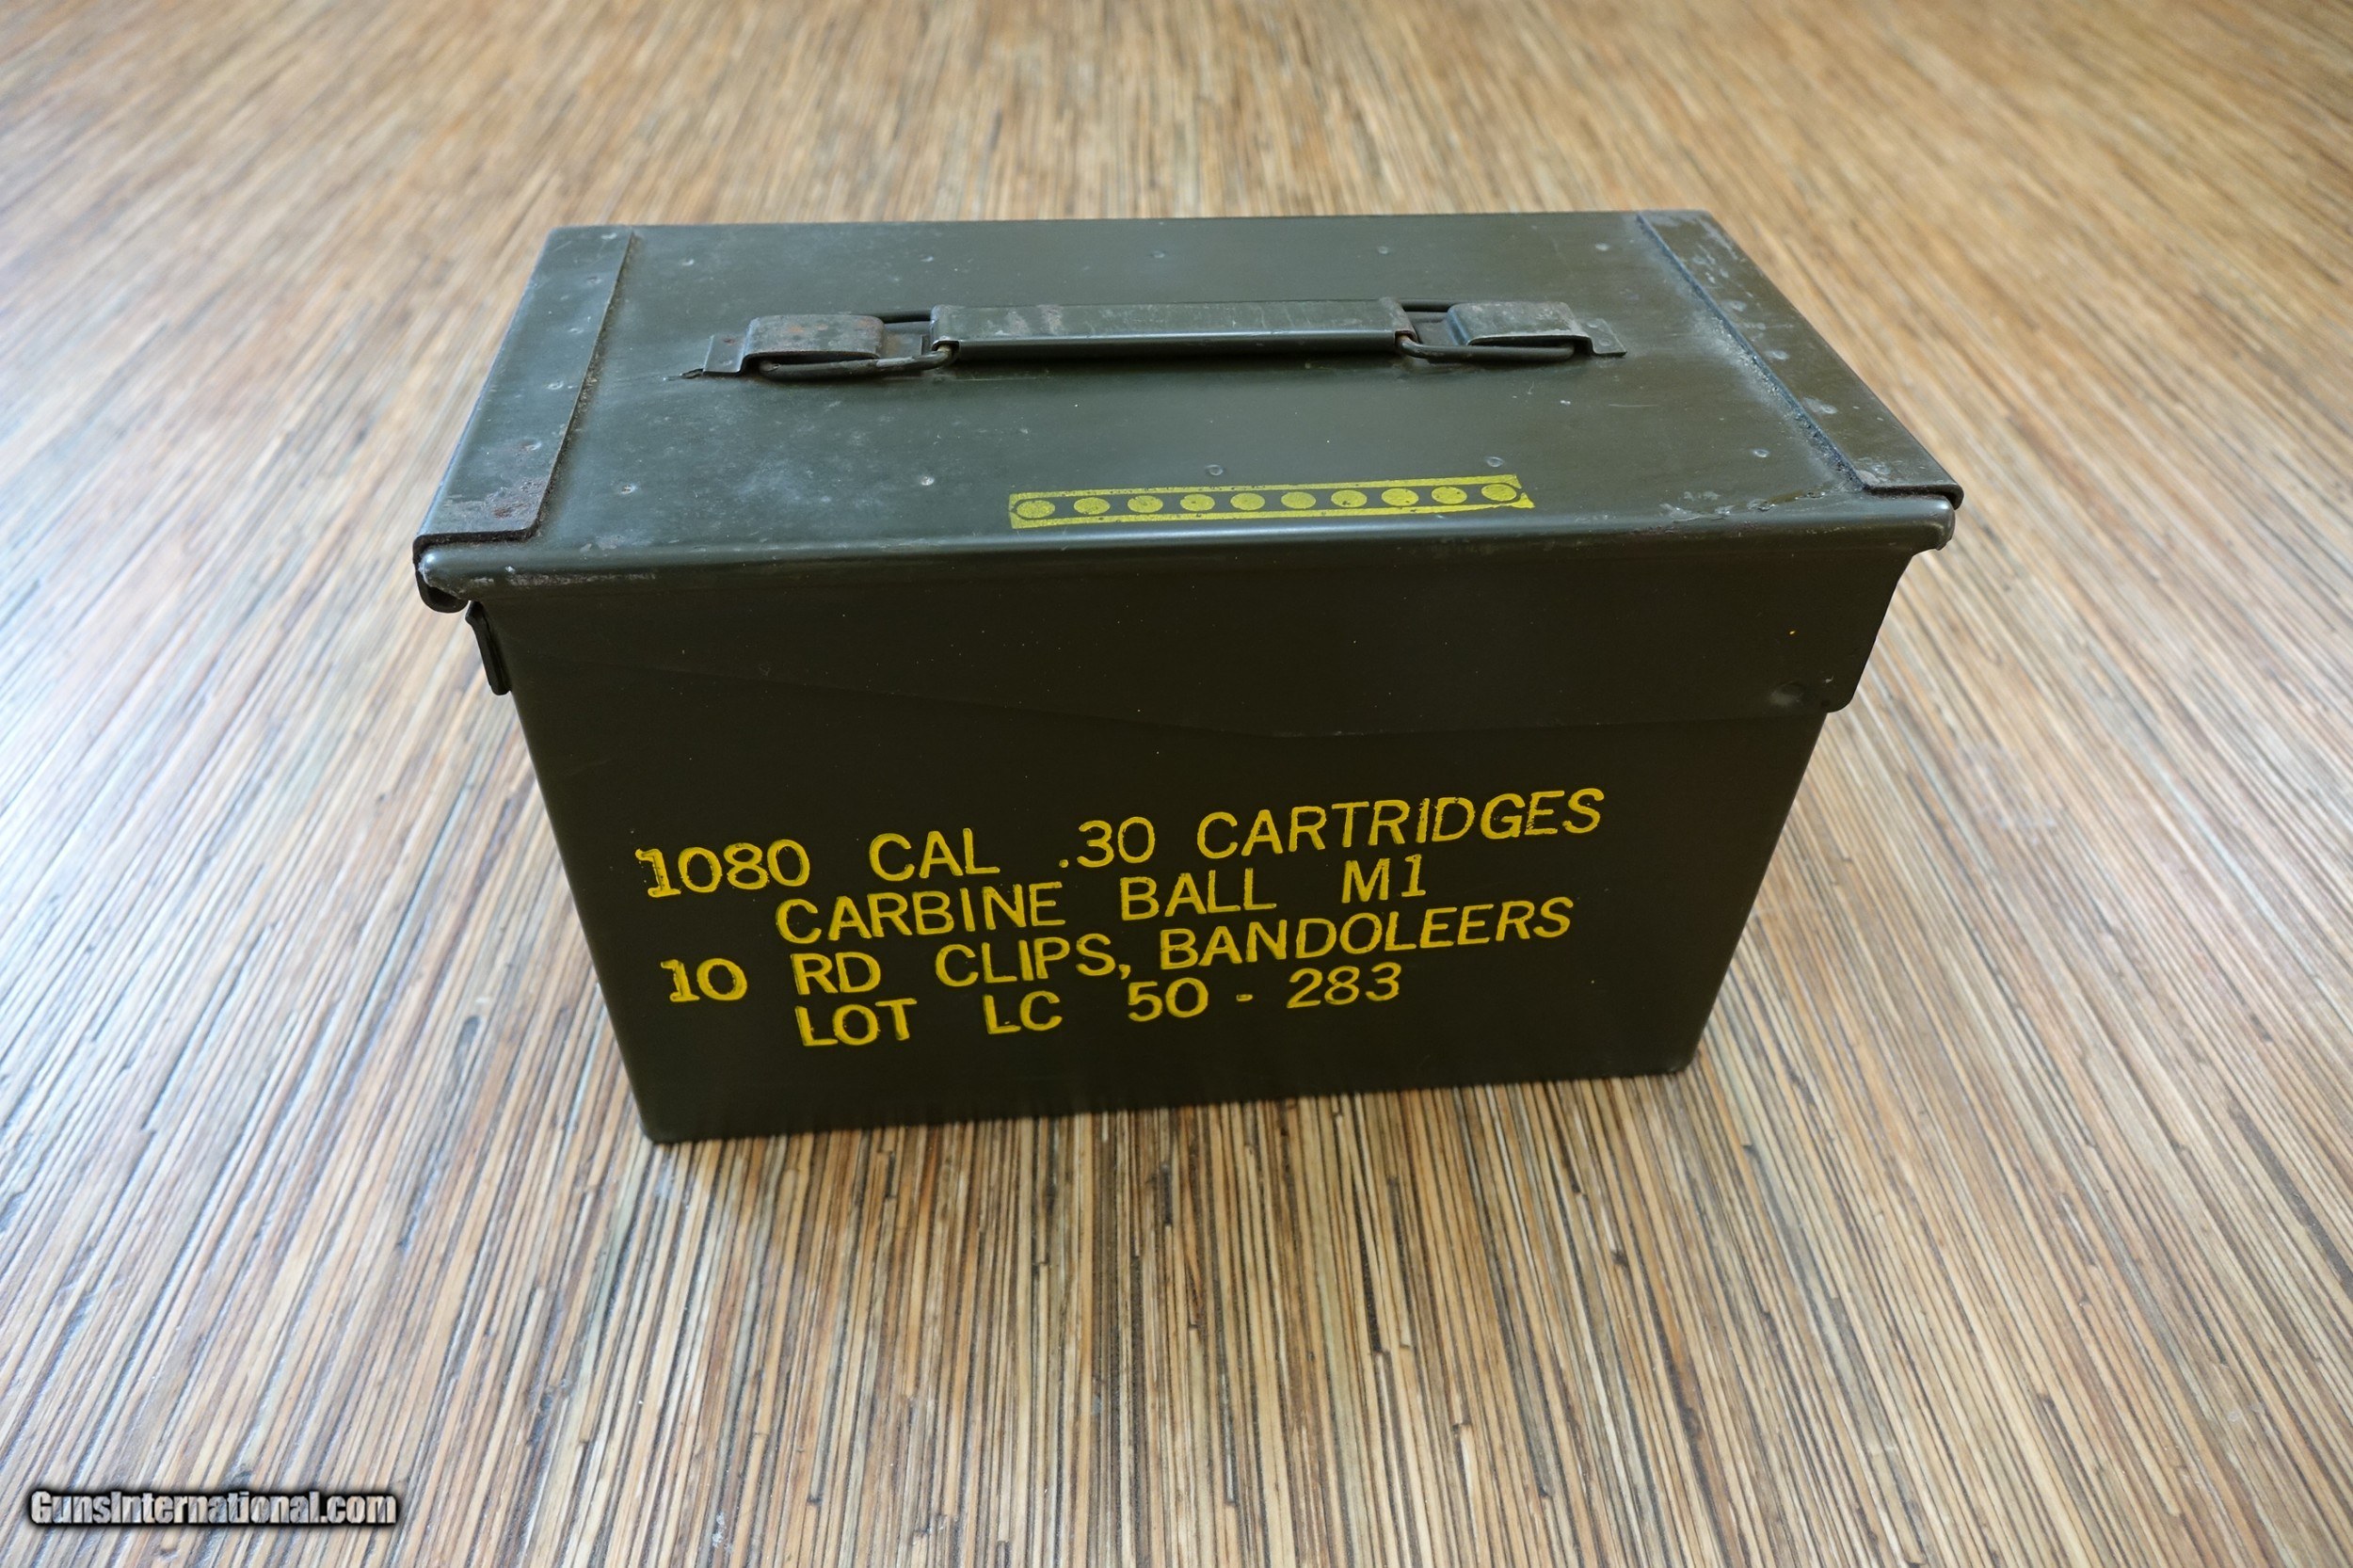 1080 CAL .30 CARTRIDGES
CARBINE BALL M1
10 RD CLIPS, BANDOLEERS
LOT LC 50-283
GunsInternational.com